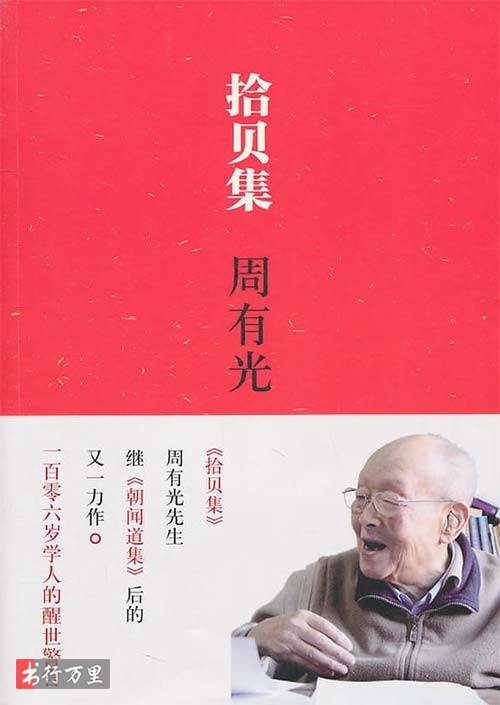 拾贝集
周有光
《拾贝集》
周有光先生
继《朝闻道集》后的
又一力作。
一百零六岁学人的醒世警
书行万里